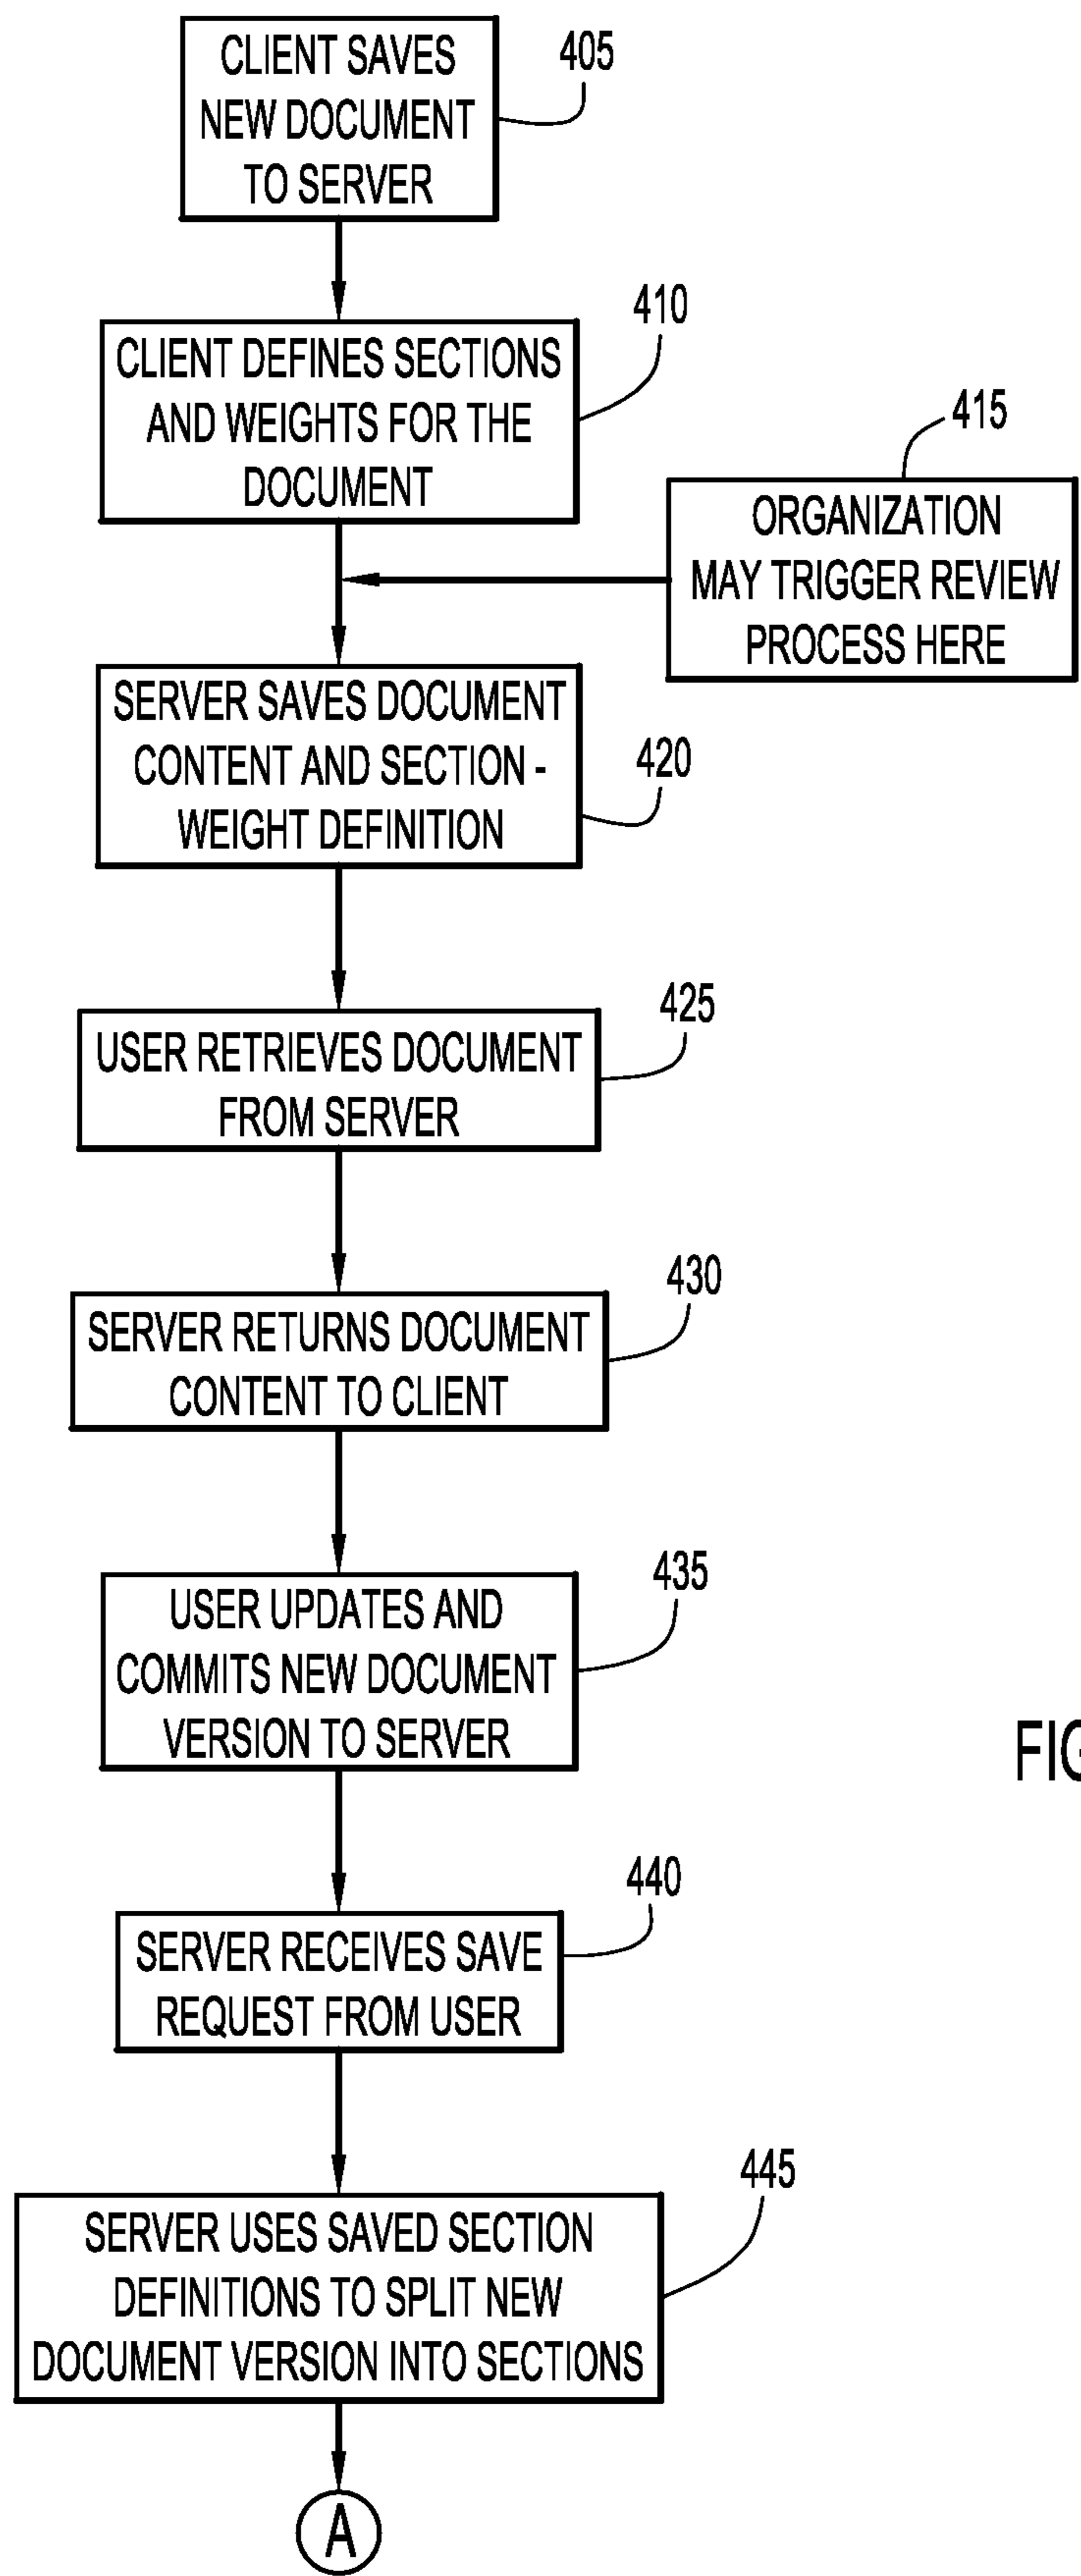 CLIENT SAVES
NEW DOCUMENT
TO SERVER
405
CLIENT DEFINES SECTIONS
AND WEIGHTS FOR THE
DOCUMENT
410
ORGANIZATION
MAY TRIGGER REVIEW
PROCESS HERE
415
SERVER SAVES DOCUMENT
CONTENT AND SECTION -
WEIGHT DEFINITION
420
USER RETRIEVES DOCUMENT
FROM SERVER
425
SERVER RETURNS DOCUMENT
CONTENT TO CLIENT
430
USER UPDATES AND
COMMITS NEW DOCUMENT
VERSION TO SERVER
435
FIG
SERVER RECEIVES SAVE
REQUEST FROM USER
440
SERVER USES SAVED SECTION
DEFINITIONS TO SPLIT NEW
DOCUMENT VERSION INTO SECTIONS
445
A